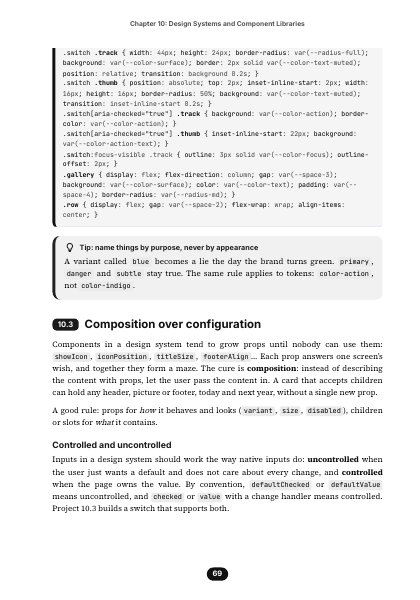 Chapter 10: Design Systems and Component Libraries
.switch .track { width: 44px; height: 24px; border-radius: var(--radius-full);
background: var(--color-surface); border: 2px solid var(--color-text-muted);
position: relative; transition: background 0.2s; }
.switch .thumb { position: absolute; top: 2px; inset-inline-start: 2px; width:
16px; height: 16px; border-radius: 50%; background: var(--color-text-muted);
transition: inset-inline-start 0.2s; }
.switch[aria-checked="true"] .track { background: var(--color-action); border-
color: var(--color-action); }
.switch[aria-checked="true"] .thumb { inset-inline-start: 22px; background:
var(--color-action-text); }
.switch:focus-visible .track { outline: 3px solid var(--color-focus); outline-
offset: 2px; }
.gallery { display: flex; flex-direction: column; gap: var(--space-3);
background: var(--color-surface); color: var(--color-text); padding: var(--
space-4); border-radius: var(--radius-md); }
.row { display: flex; gap: var(--space-2); flex-wrap: wrap; align-items:
center; }
Tip: name things by purpose, never by appearance
A variant called blue becomes a lie the day the brand turns green. primary,
danger and subtle stay true. The same rule applies to tokens: color-action,
not color-indigo.
10.3 Composition over configuration
Components in a design system tend to grow props until nobody can use them:
showIcon, iconPosition, titleSize, footerAlign… Each prop answers one screen's
wish, and together they form a maze. The cure is composition: instead of describing
the content with props, let the user pass the content in. A card that accepts children
can hold any header, picture or footer, today and next year, without a single new prop.
A good rule: props for how it behaves and looks (variant, size, disabled), children
or slots for what it contains.
Controlled and uncontrolled
Inputs in a design system should work the way native inputs do: uncontrolled when
the user just wants a default and does not care about every change, and controlled
when the page owns the value. By convention, defaultChecked or defaultValue
means uncontrolled, and checked or value with a change handler means controlled.
Project 10.3 builds a switch that supports both.
69